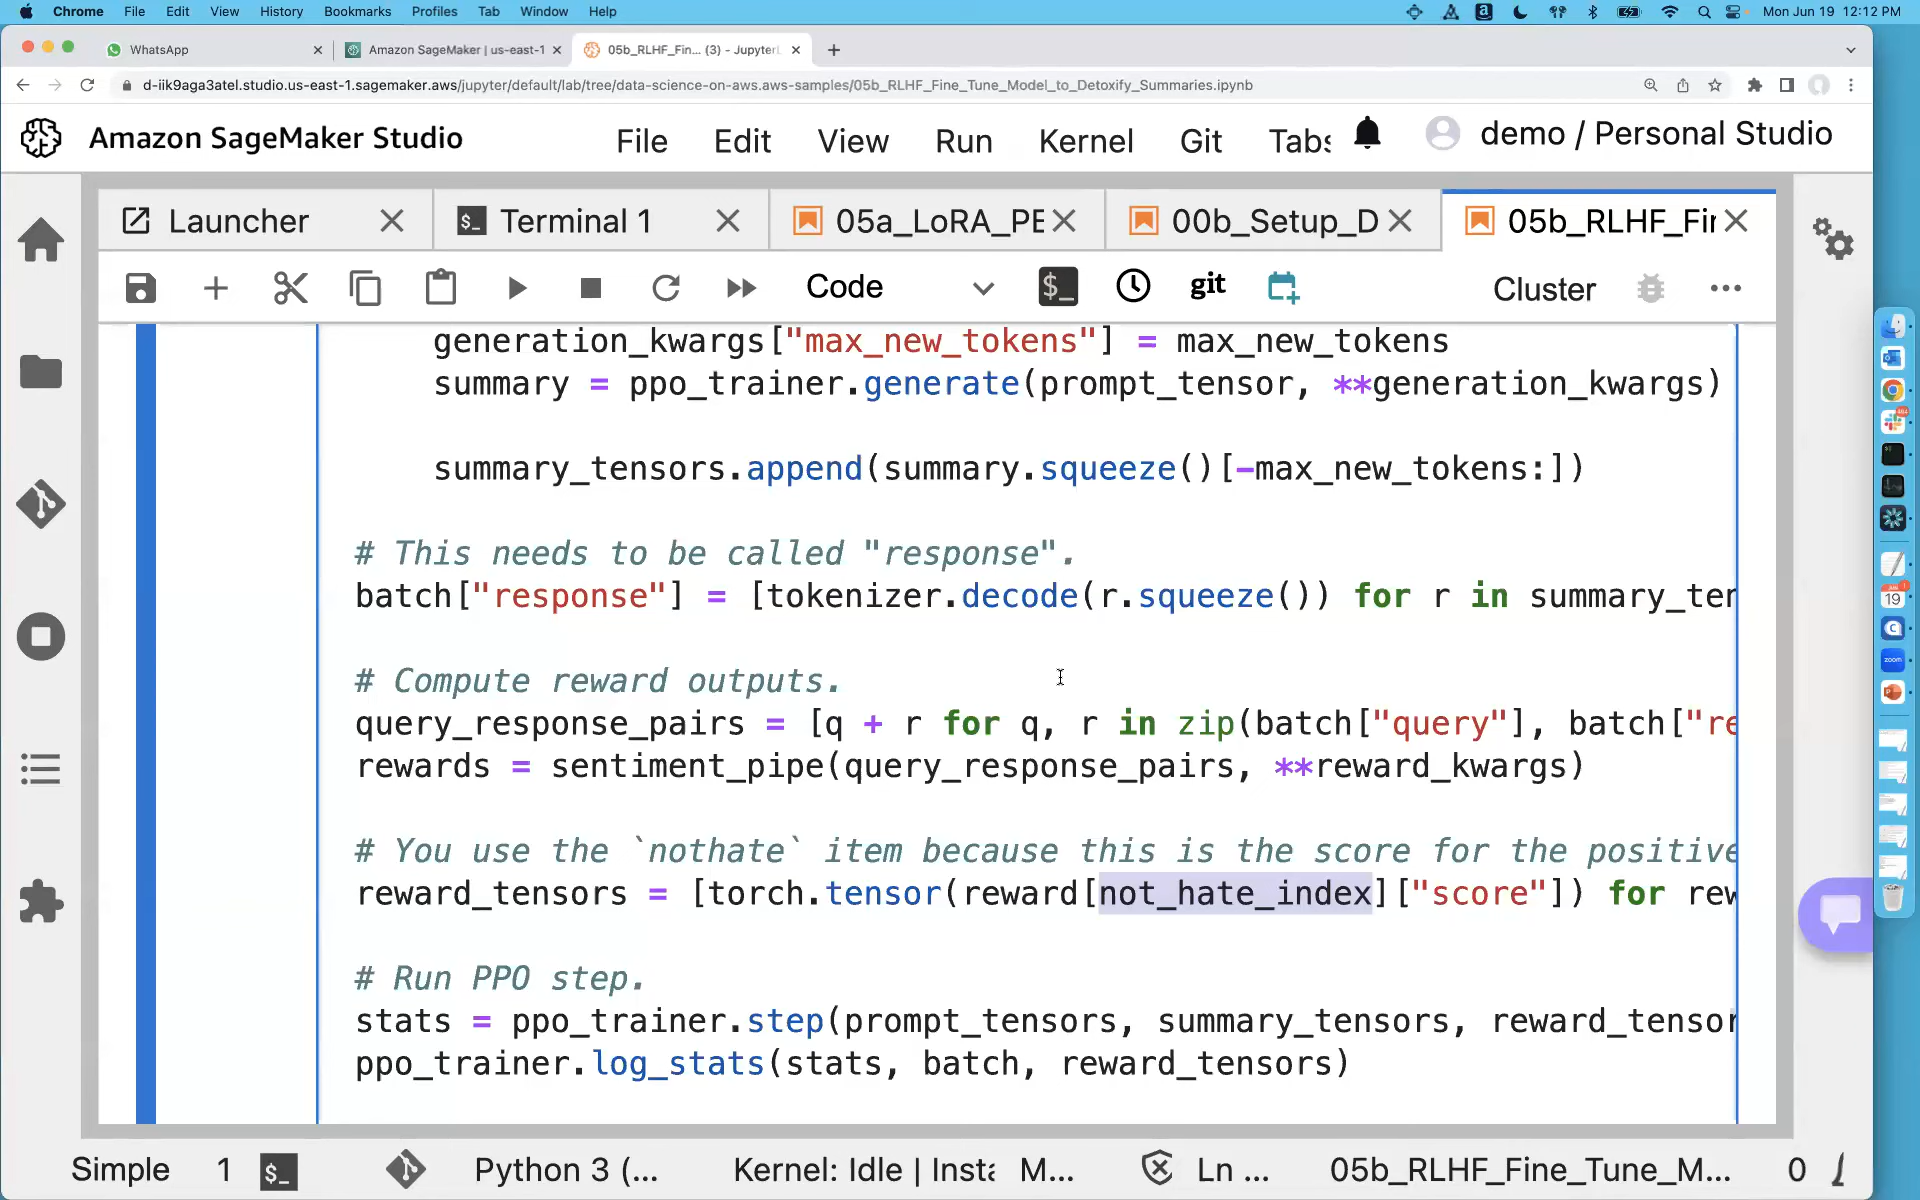 Chrome File Edit View History Bookmarks Profiles Tab Window Help Mon Jun 19 12:12 PM
WhatsApp Amazon SageMaker | us-east-1 05b_RLHF_Fin... (3) - Jupyter
d-iik9aga3atel.studio.us-east-1.sagemaker.aws/jupyter/default/lab/tree/data-science-on-aws.aws-samples/05b_RLHF_Fine_Tune_Model_to_Detoxify_Summaries.ipynb
Amazon SageMaker Studio File Edit View Run Kernel Git Tabs demo / Personal Studio
Launcher Terminal 1 05a_LoRA_PE 00b_Setup_D 05b_RLHF_Fin
Code git Cluster
generation_kwargs["max_new_tokens"] = max_new_tokens
summary = ppo_trainer.generate(prompt_tensor, **generation_kwargs)
summary_tensors.append(summary.squeeze()[-max_new_tokens:])
# This needs to be called "response".
batch["response"] = [tokenizer.decode(r.squeeze()) for r in summary_ten
# Compute reward outputs.
query_response_pairs = [q + r for q, r in zip(batch["query"], batch["re
rewards = sentiment_pipe(query_response_pairs, **reward_kwargs)
# You use the `nothate` item because this is the score for the positive
reward_tensors = [torch.tensor(reward[not_hate_index]["score"]) for rew
# Run PPO step.
stats = ppo_trainer.step(prompt_tensors, summary_tensors, reward_tensor
ppo_trainer.log_stats(stats, batch, reward_tensors)
Simple 1 Python 3 (... Kernel: Idle | Insta M... Ln ... 05b_RLHF_Fine_Tune_M... 0